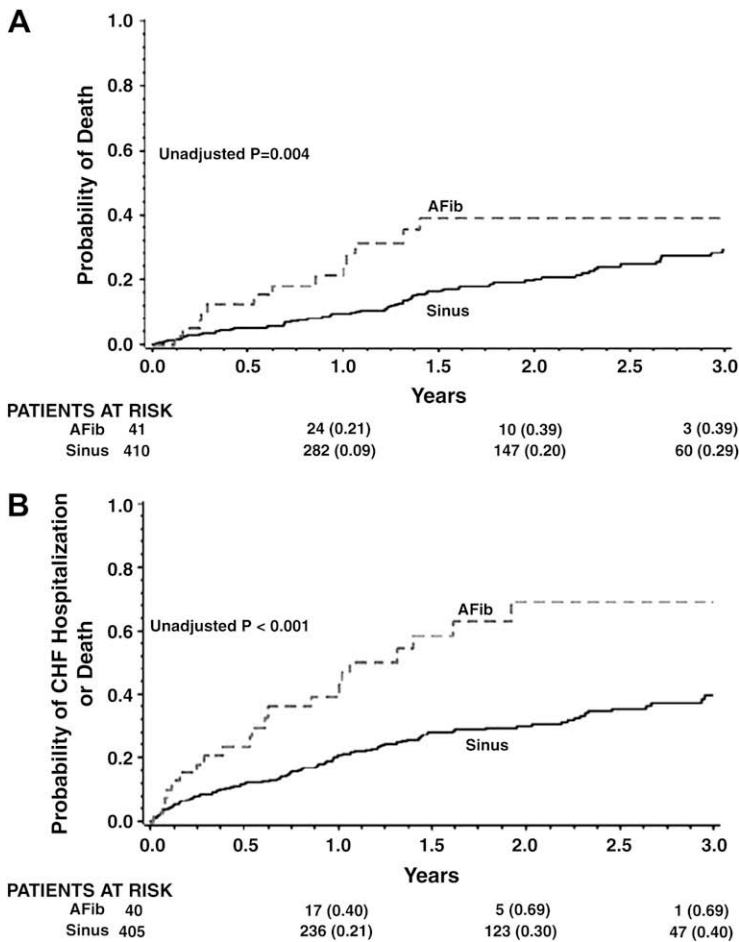 A
1.0
0.8
0.6
0.4
0.2
0.0
Probability of Death
Unadjusted P=0.004
AFib
Sinus
0.0 0.5 1.0 1.5 2.0 2.5 3.0
Years
PATIENTS AT RISK
AFib 41 24 (0.21) 10 (0.39) 3 (0.39)
Sinus 410 282 (0.09) 147 (0.20) 60 (0.29)
B
1.0
0.8
0.6
0.4
0.2
0.0
Probability of CHF Hospitalization
or Death
Unadjusted P < 0.001
AFib
Sinus
0.0 0.5 1.0 1.5 2.0 2.5 3.0
Years
PATIENTS AT RISK
AFib 40 17 (0.40) 5 (0.69) 1 (0.69)
Sinus 405 236 (0.21) 123 (0.30) 47 (0.40)